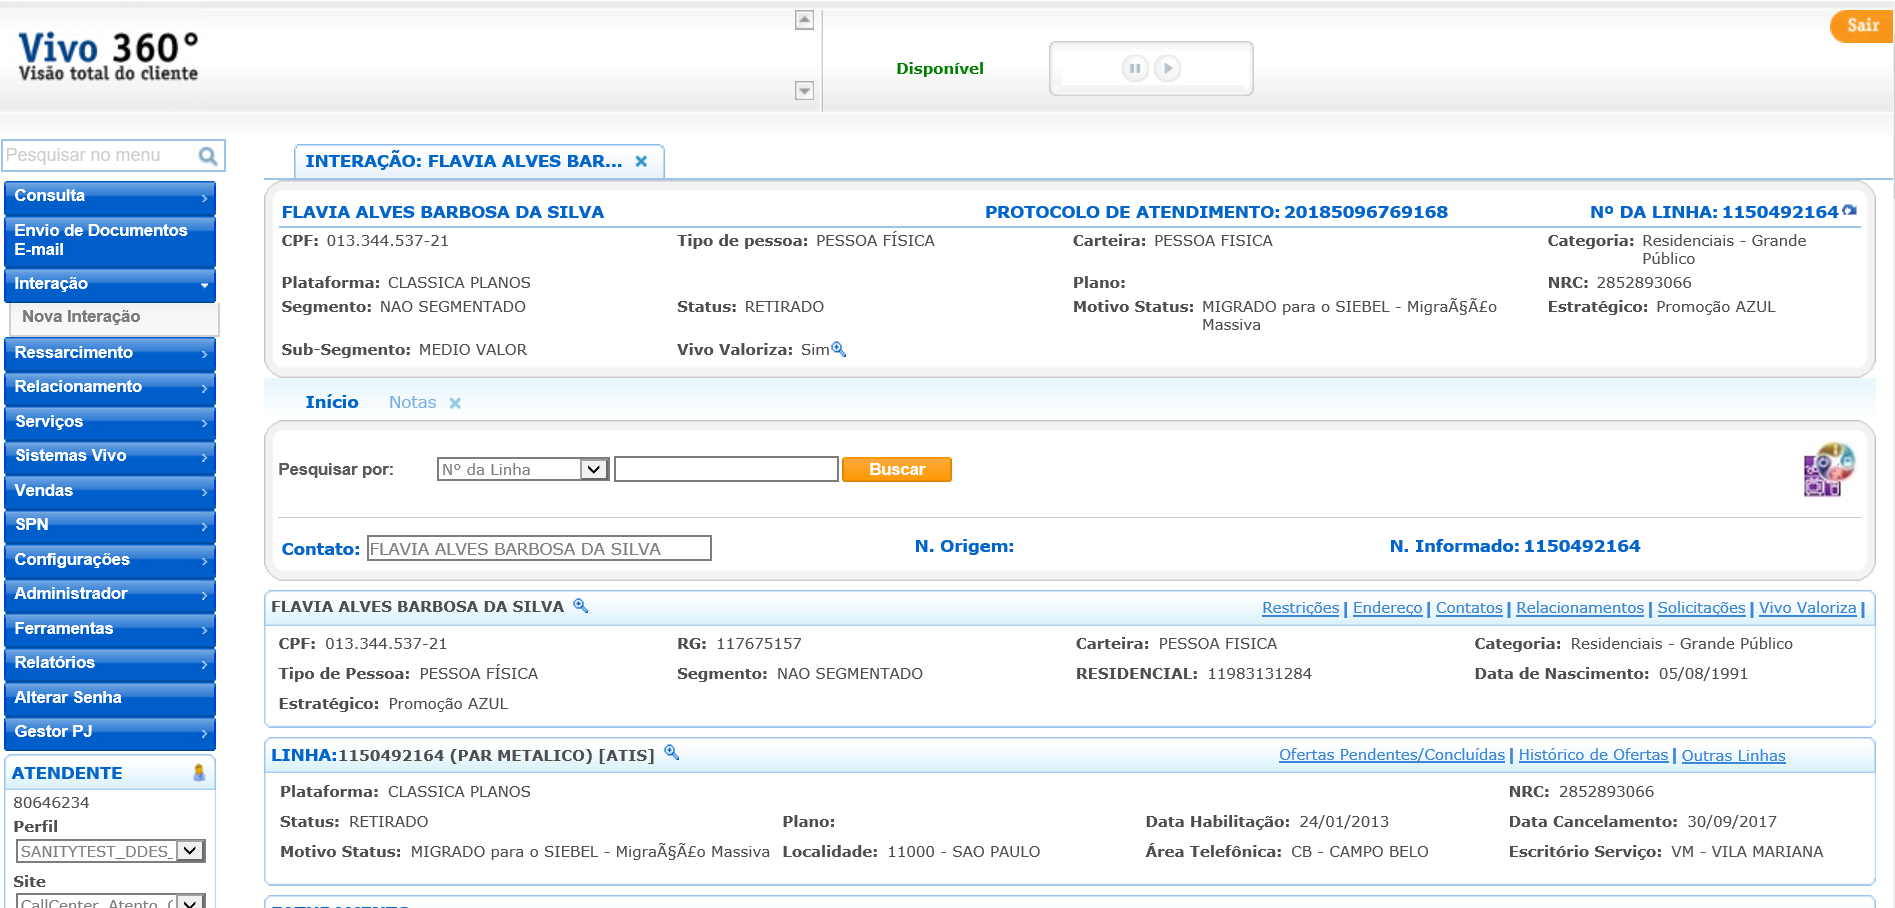 Vivo 360°
Visão total do cliente
Disponível
Sair
Pesquisar no menu
Consulta
Envio de Documentos
E-mail
Interação
Nova Interação
Ressarcimento
Relacionamento
Serviços
Sistemas Vivo
Vendas
SPN
Configurações
Administrador
Ferramentas
Relatórios
Alterar Senha
Gestor PJ
ATENDENTE
80646234
Perfil
SANITYTEST_DDES_
Site
CallCenter Atento (
INTERAÇÃO: FLAVIA ALVES BAR...
FLAVIA ALVES BARBOSA DA SILVA PROTOCOLO DE ATENDIMENTO: 20185096769168 Nº DA LINHA: 1150492164
CPF: 013.344.537-21 Tipo de pessoa: PESSOA FÍSICA Carteira: PESSOA FISICA Categoria: Residenciais - Grande
Público
Plataforma: CLASSICA PLANOS Plano: NRC: 2852893066
Segmento: NAO SEGMENTADO Status: RETIRADO Motivo Status: MIGRADO para o SIEBEL - MigraÃ§Ã£o Estratégico: Promoção AZUL
Massiva
Sub-Segmento: MEDIO VALOR Vivo Valoriza: Sim
Início Notas
Pesquisar por: Nº da Linha Buscar
Contato: FLAVIA ALVES BARBOSA DA SILVA N. Origem: N. Informado: 1150492164
FLAVIA ALVES BARBOSA DA SILVA Restrições | Endereço | Contatos | Relacionamentos | Solicitações | Vivo Valoriza |
CPF: 013.344.537-21 RG: 117675157 Carteira: PESSOA FISICA Categoria: Residenciais - Grande Público
Tipo de Pessoa: PESSOA FÍSICA Segmento: NAO SEGMENTADO RESIDENCIAL: 11983131284 Data de Nascimento: 05/08/1991
Estratégico: Promoção AZUL
LINHA:1150492164 (PAR METALICO) [ATIS] Ofertas Pendentes/Concluídas | Histórico de Ofertas | Outras Linhas
Plataforma: CLASSICA PLANOS NRC: 2852893066
Status: RETIRADO Plano: Data Habilitação: 24/01/2013 Data Cancelamento: 30/09/2017
Motivo Status: MIGRADO para o SIEBEL - MigraÃ§Ã£o Massiva Localidade: 11000 - SAO PAULO Área Telefônica: CB - CAMPO BELO Escritório Serviço: VM - VILA MARIANA